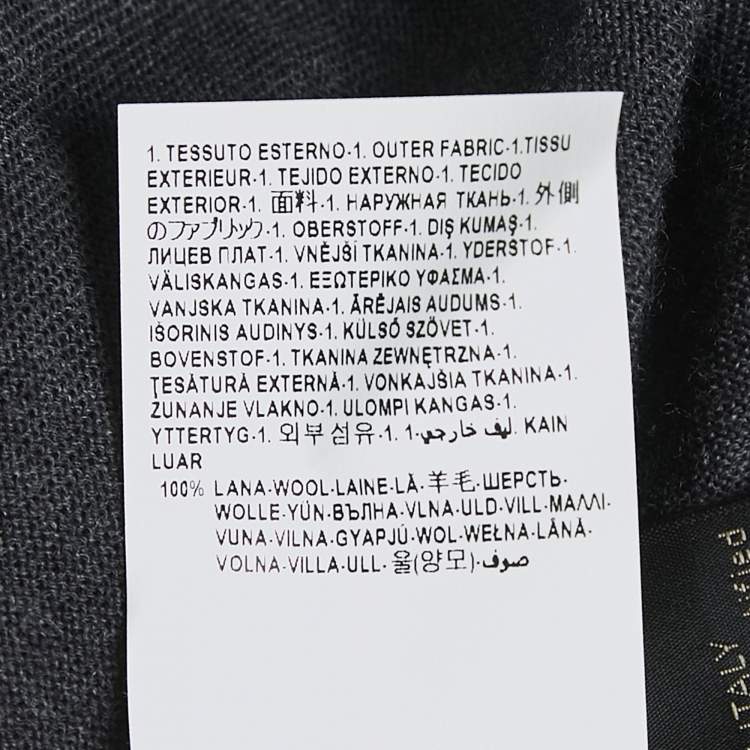 1. TESSUTO ESTERNO·1. OUTER FABRIC·1.TISSU
EXTERIEUR·1. TEJIDO EXTERNO·1. TECIDO
EXTERIOR·1. 面料·1. НАРУЖНАЯ ТКАНЬ·1. 外側
のファブリック·1. OBERSTOFF·1. DIŞ KUMAŞ·1.
ЛИЦЕВ ПЛАТ·1. VNĚJŠÍ TKANINA·1. YDERSTOF·1.
VÄLISKANGAS·1. ΕΞΩΤΕΡΙΚΟ ΥΦΑΣΜΑ·1.
VANJSKA TKANINA·1. ĀRĒJAIS AUDUMS·1.
IŠORINIS AUDINYS·1. KÜLSŐ SZÖVET·1.
BOVENSTOF·1. TKANINA ZEWNĘTRZNA·1.
ȚESĂTURĂ EXTERNĂ·1. VONKAJŠIA TKANINA·1.
ZUNANJE VLAKNO·1. ULOMPI KANGAS·1.
YTTERTYG·1. 외부 섬유·1. 1·ليف خارجي. KAIN
LUAR
100% LANA·WOOL·LAINE·LÃ·羊毛·ШЕРСТЬ·
WOLLE·YÜN·ВЪЛНА·VLNA·ULD·VILL·ΜΑΛΛΙ·
VUNA·VILNA·GYAPJÚ·WOL·WEŁNA·LÂNĂ·
VOLNA·VILLA·ULL·울(양모)·صوف
ITALY